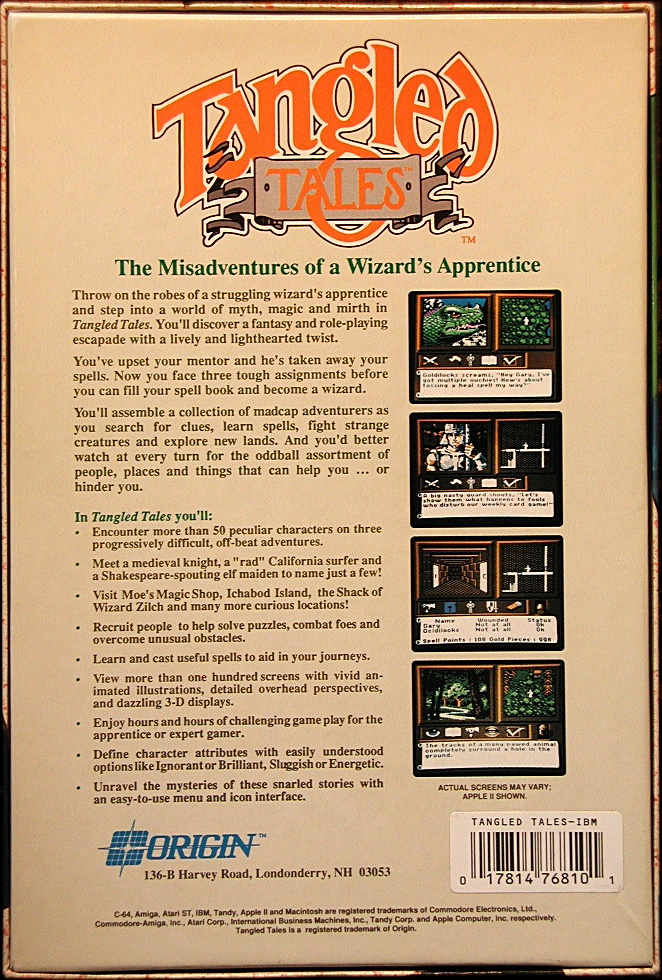 Tangled
TALES™
™
The Misadventures of a Wizard's Apprentice
Throw on the robes of a struggling wizard's apprentice
and step into a world of myth, magic and mirth in
Tangled Tales. You'll discover a fantasy and role-playing
escapade with a lively and lighthearted twist.
You've upset your mentor and he's taken away your
spells. Now you face three tough assignments before
you can fill your spell book and become a wizard.
You'll assemble a collection of madcap adventurers as
you search for clues, learn spells, fight strange
creatures and explore new lands. And you'd better
watch at every turn for the oddball assortment of
people, places and things that can help you ... or
hinder you.
In Tangled Tales you'll:
• Encounter more than 50 peculiar characters on three
progressively difficult, off-beat adventures.
• Meet a medieval knight, a "rad" California surfer and
a Shakespeare-spouting elf maiden to name just a few!
• Visit Moe's Magic Shop, Ichabod Island, the Shack of
Wizard Zilch and many more curious locations!
• Recruit people to help solve puzzles, combat foes and
overcome unusual obstacles.
• Learn and cast useful spells to aid in your journeys.
• View more than one hundred screens with vivid an-
imated illustrations, detailed overhead perspectives,
and dazzling 3-D displays.
• Enjoy hours and hours of challenging game play for the
apprentice or expert gamer.
• Define character attributes with easily understood
options like Ignorant or Brilliant, Sluggish or Energetic.
• Unravel the mysteries of these snarled stories with
an easy-to-use menu and icon interface.
Goldilocks screams, "Hey Gary, I've
got multiple ouchies! How's about
tossing a heal spell my way?"
A big nasty guard shouts, "Let's
show them what happens to fools
who disturb our weekly card game!"
Name Wounded Status
Gary Not at all Ok
Goldilocks Not at all Ok
Spell Points : 108 Gold Pieces : 998
The tracks of a many pawed animal
completely surround a hole in the
ground.
ACTUAL SCREENS MAY VARY;
APPLE II SHOWN.
ORIGIN™
136-B Harvey Road, Londonderry, NH 03053
TANGLED TALES-IBM
0 17814 76810 1
C-64, Amiga, Atari ST, IBM, Tandy, Apple II and Macintosh are registered trademarks of Commodore Electronics, Ltd.,
Commodore-Amiga, Inc., Atari Corp., International Business Machines, Inc., Tandy Corp. and Apple Computer, Inc. respectively.
Tangled Tales is a registered trademark of Origin.